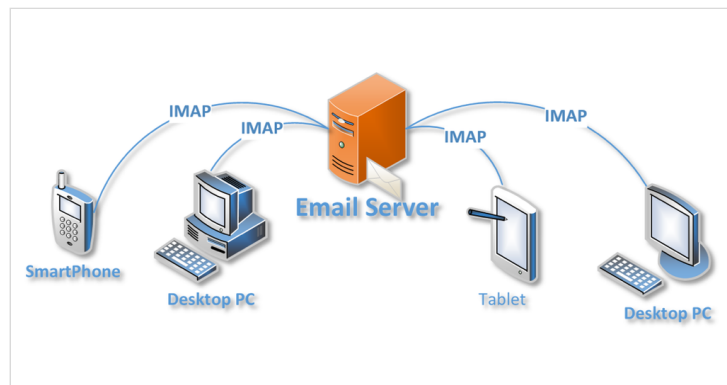 IMAP
IMAP
IMAP
IMAP
Email Server
SmartPhone
Desktop PC
Tablet
Desktop PC